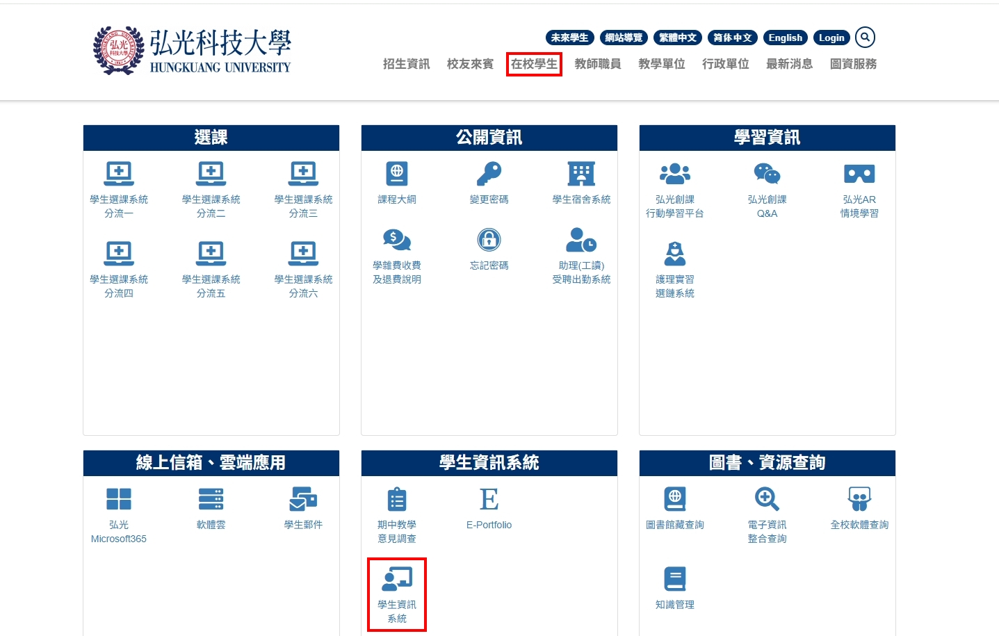 弘光科技大學
HUNGKUANG UNIVERSITY
未來學生 網站導覽 繁體中文 简体中文 English Login
招生資訊 校友來賓 在校學生 教師職員 教學單位 行政單位 最新消息 圖資服務
選課
學生選課系統
分流一
學生選課系統
分流二
學生選課系統
分流三
學生選課系統
分流四
學生選課系統
分流五
學生選課系統
分流六
公開資訊
課程大綱
變更密碼
學生宿舍系統
學雜費收費
及退費說明
忘記密碼
助理(工讀)
受聘出勤系統
學習資訊
弘光創課
行動學習平台
弘光創課
Q&A
弘光AR
情境學習
護理實習
選鏈系統
線上信箱、雲端應用
弘光
Microsoft365
軟體雲
學生郵件
學生資訊系統
期中教學
意見調查
E
E-Portfolio
學生資訊
系統
圖書、資源查詢
圖書館藏查詢
電子資訊
整合查詢
全校軟體查詢
知識管理